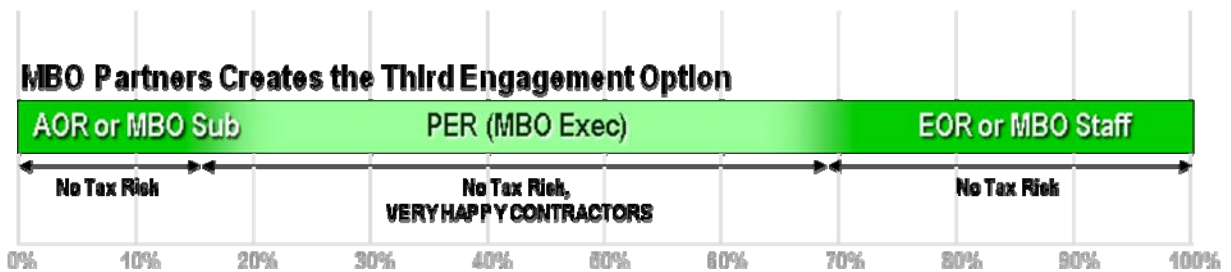 MBO Partners Creates the Third Engagement Option
AOR or MBO Sub PER (MBO Exec) EOR or MBO Staff
No Tax Risk No Tax Risk, No Tax Risk
VERY HAPPY CONTRACTORS
0% 10% 20% 30% 40% 50% 60% 70% 80% 90% 100%